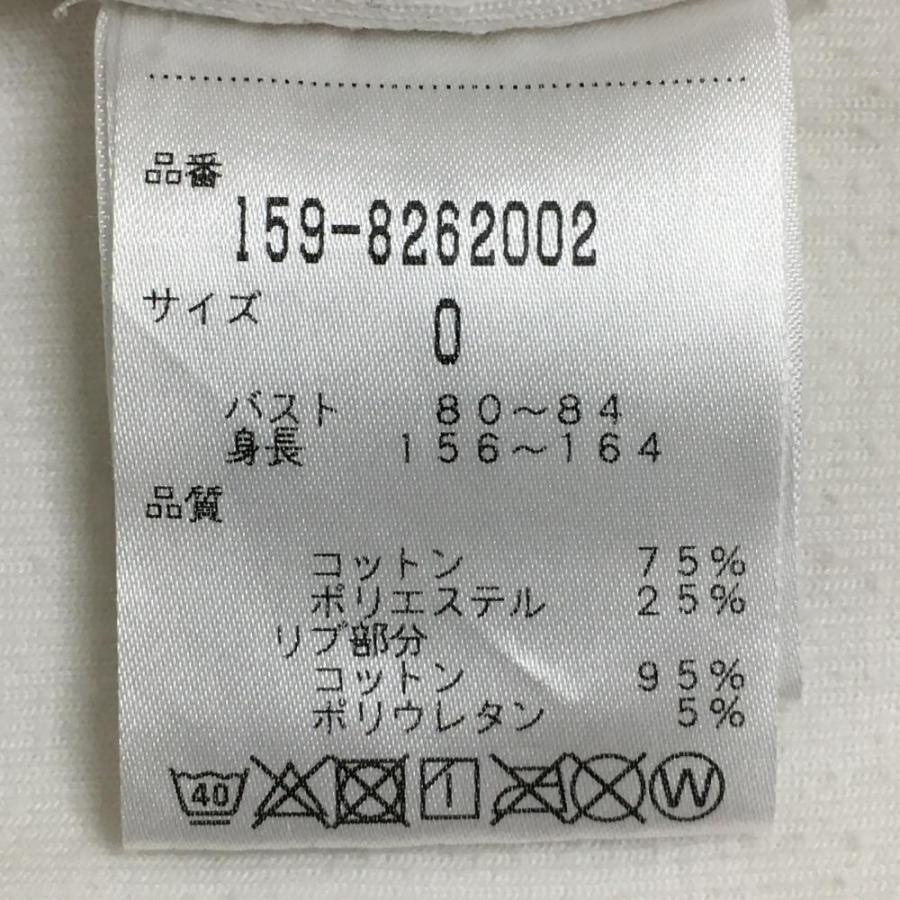 品番
159-8262002
サイズ
0
バスト 80～84
身長 156～164
品質
コットン 75%
ポリエステル 25%
リブ部分
コットン 95%
ポリウレタン 5%
40 W